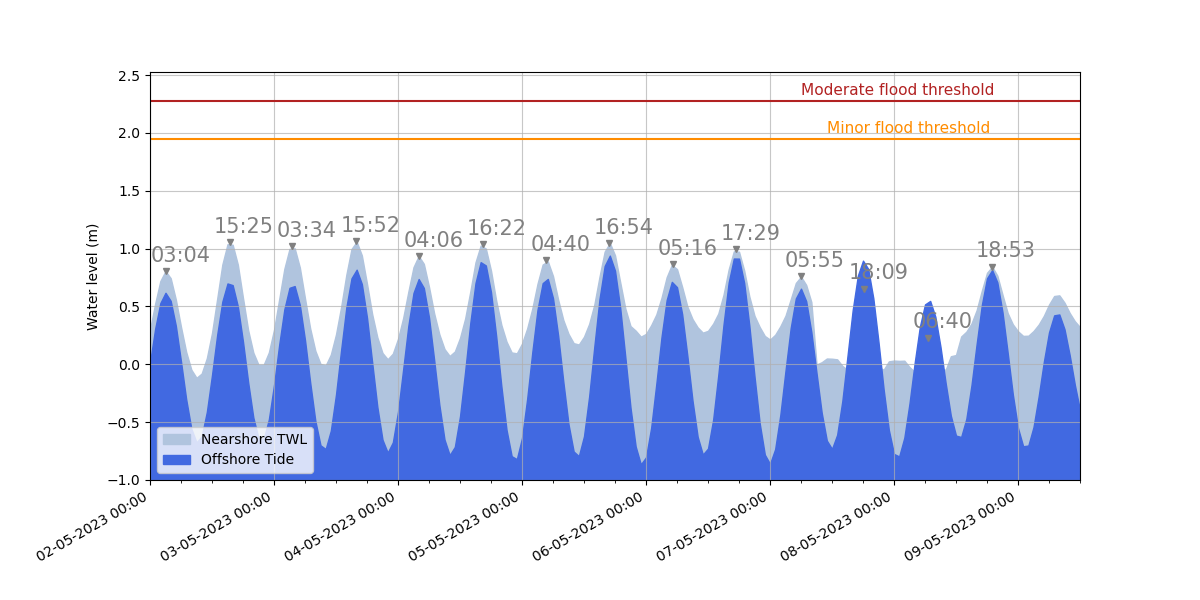 2.5
Moderate flood threshold
Minor flood threshold
2.0
1.5
03:04 15:25 03:34 15:52 04:06 16:22 04:40 16:54 05:16 17:29 05:55 18:09 06:40 18:53
1.0
0.5
0.0
−0.5
−1.0
Water level (m)
Nearshore TWL
Offshore Tide
02-05-2023 00:00
03-05-2023 00:00
04-05-2023 00:00
05-05-2023 00:00
06-05-2023 00:00
07-05-2023 00:00
08-05-2023 00:00
09-05-2023 00:00